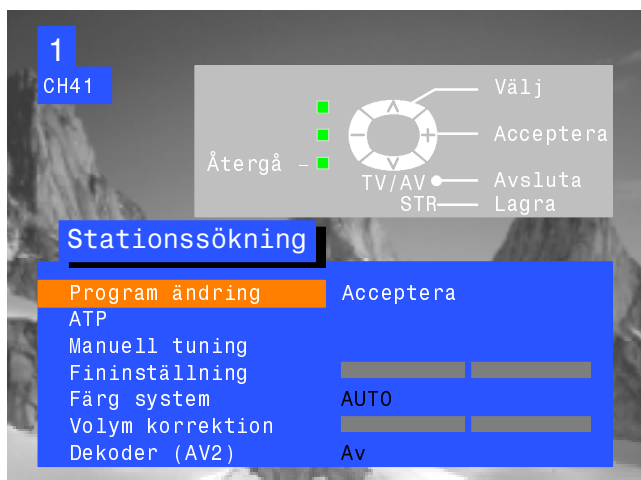 1
CH41
Välj
Acceptera
Återgå
TV/AV Avsluta
STR Lagra
Stationssökning
Program ändring Acceptera
ATP
Manuell tuning
Fininställning
Färg system AUTO
Volym korrektion
Dekoder (AV2) Av